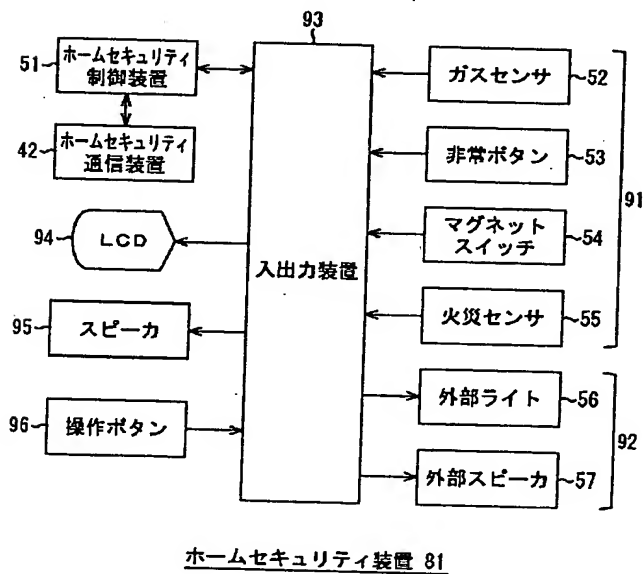 93
51
ホームセキュリティ
制御装置
42
ホームセキュリティ
通信装置
94
LCD
95
スピーカ
96
操作ボタン
入出力装置
ガスセンサ
52
非常ボタン
53
マグネット
スイッチ
54
火災センサ
55
91
外部ライト
56
外部スピーカ
57
92
ホームセキュリティ装置 81